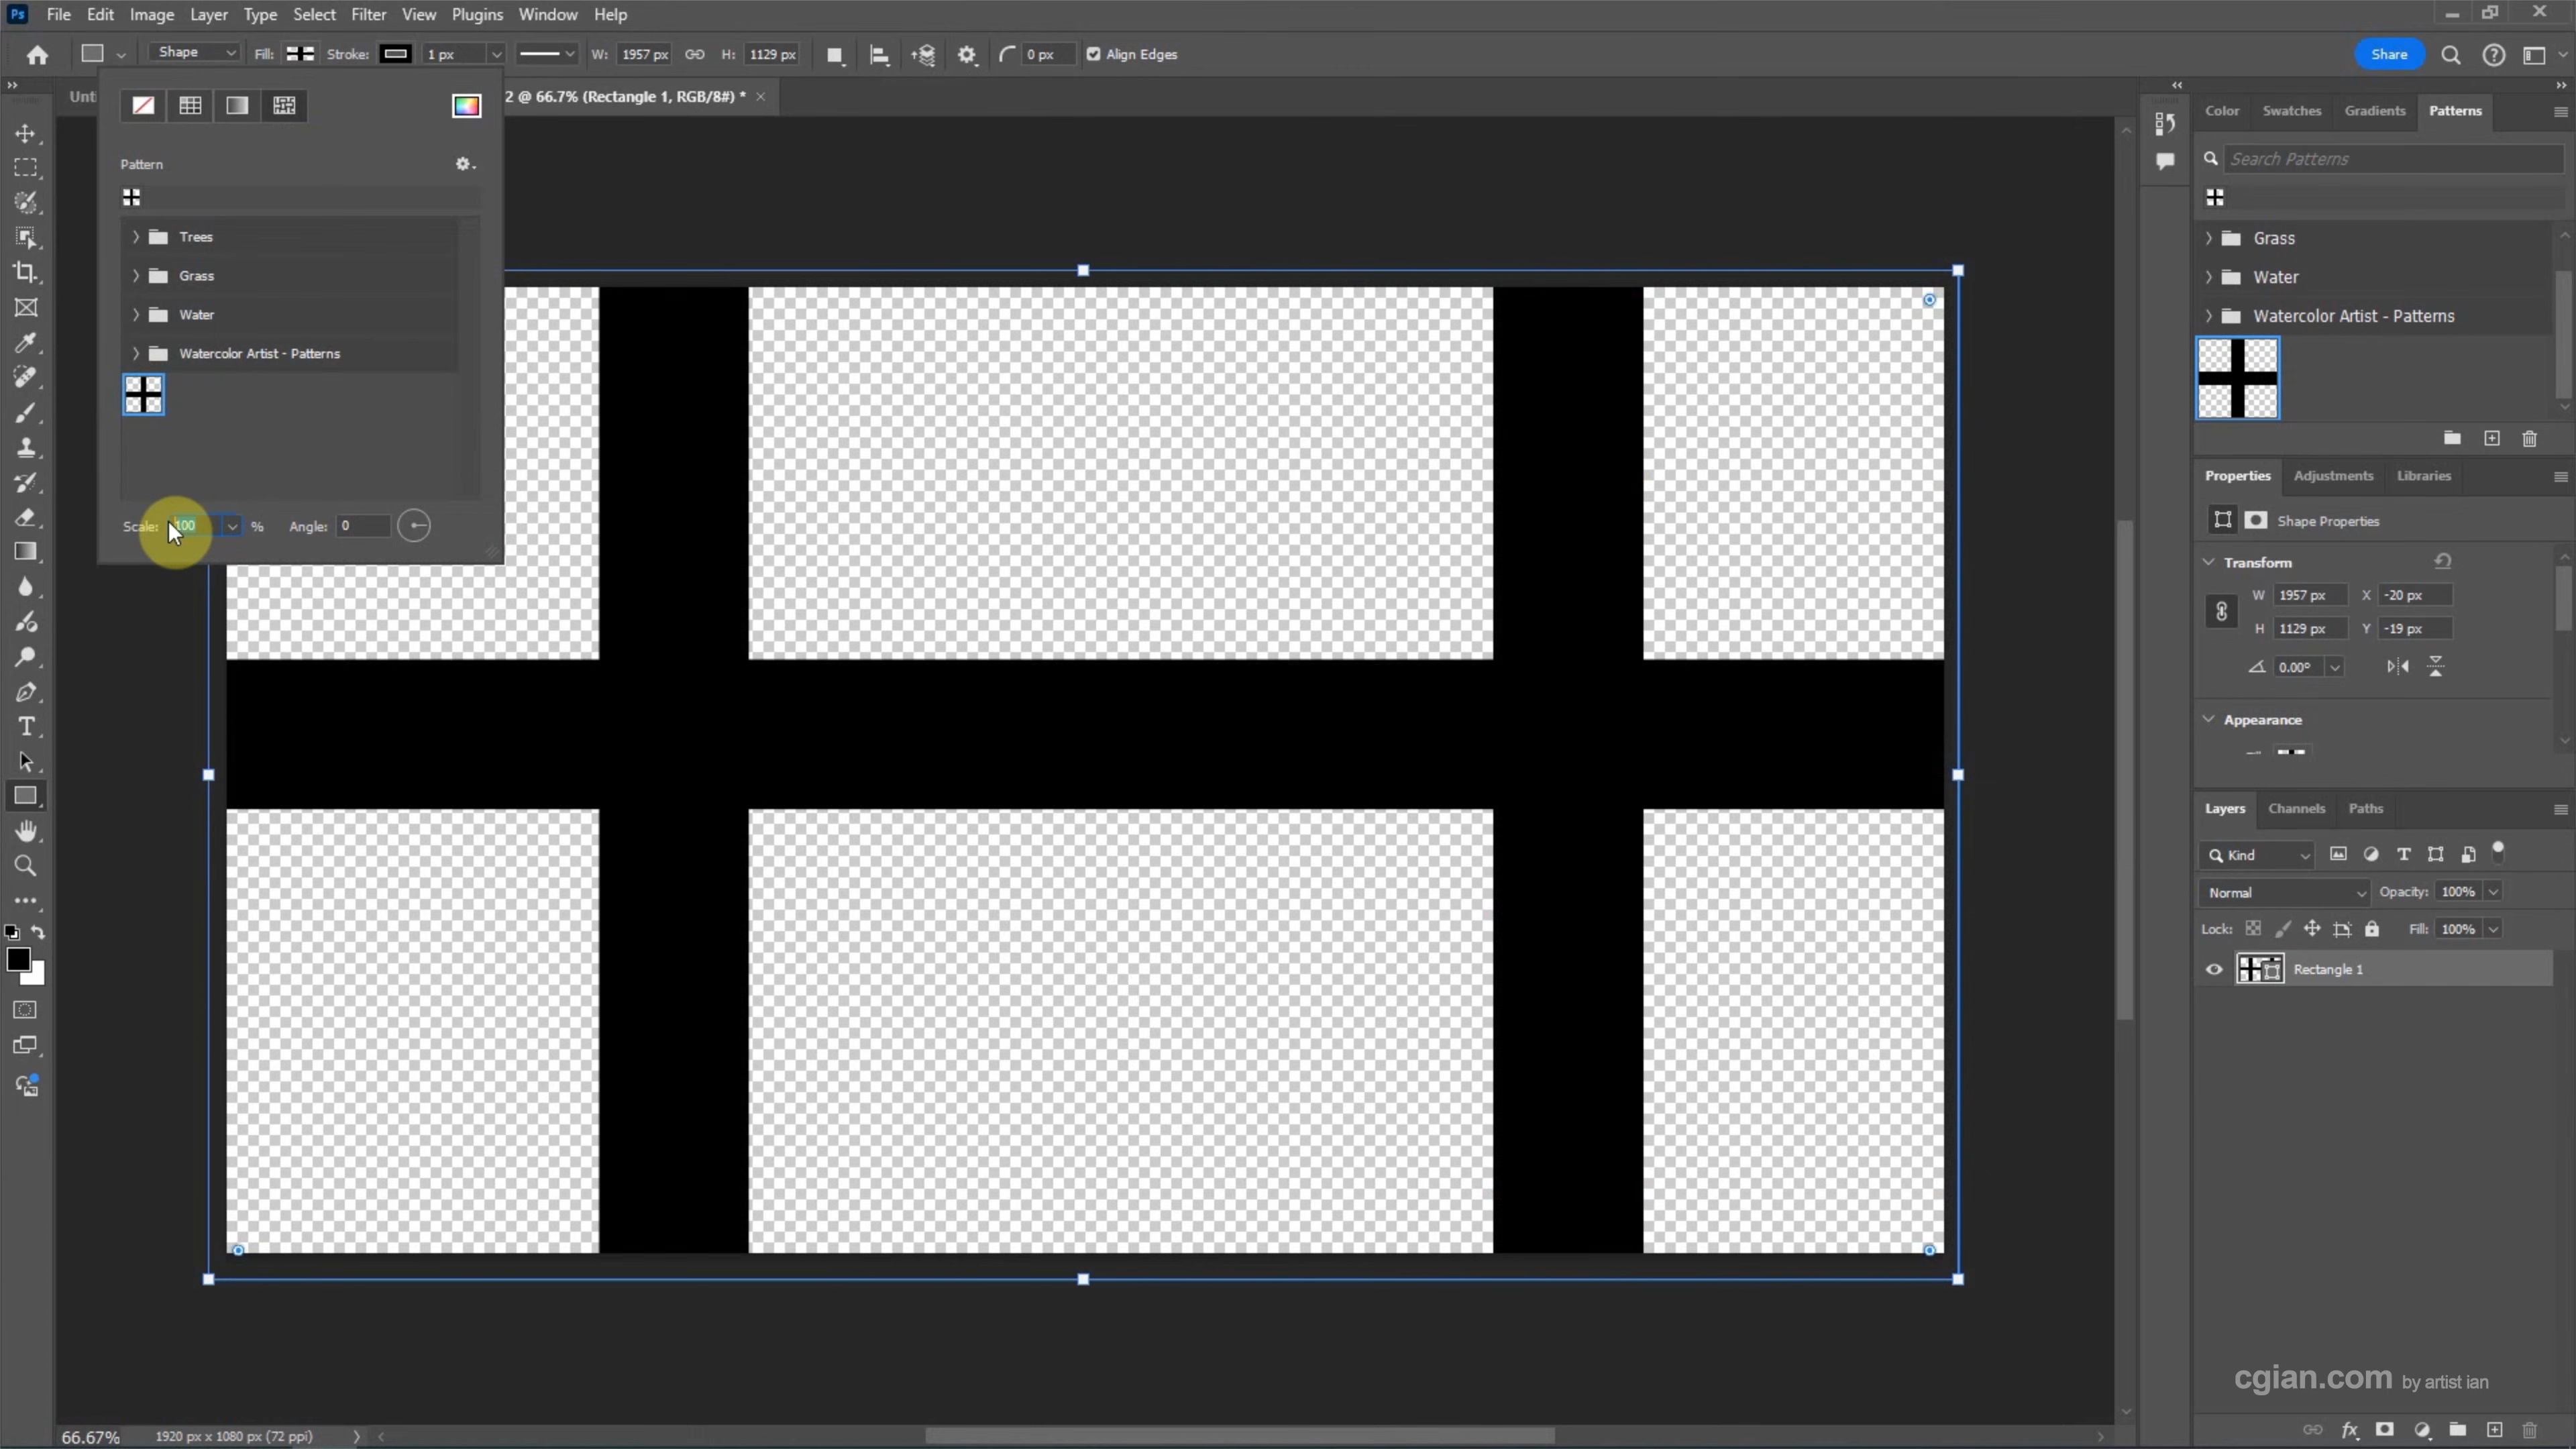 Ps File Edit Image Layer Type Select Filter View Plugins Window Help
Shape Fill: Stroke: 1 px W: 1957 px H: 1129 px 0 px Align Edges Share
2 @ 66.7% (Rectangle 1, RGB/8#) *
Color Swatches Gradients Patterns
Search Patterns
Pattern
Trees
Grass
Water
Watercolor Artist - Patterns
Scale: 100 % Angle: 0
Grass
Water
Watercolor Artist - Patterns
Properties Adjustments Libraries
Shape Properties
Transform
W 1957 px X -20 px
H 1129 px Y -19 px
0.00°
Appearance
Layers Channels Paths
Kind
Normal Opacity: 100%
Lock: Fill: 100%
Rectangle 1
cgian.com by artist ian
66.67% 1920 px x 1080 px (72 ppi)